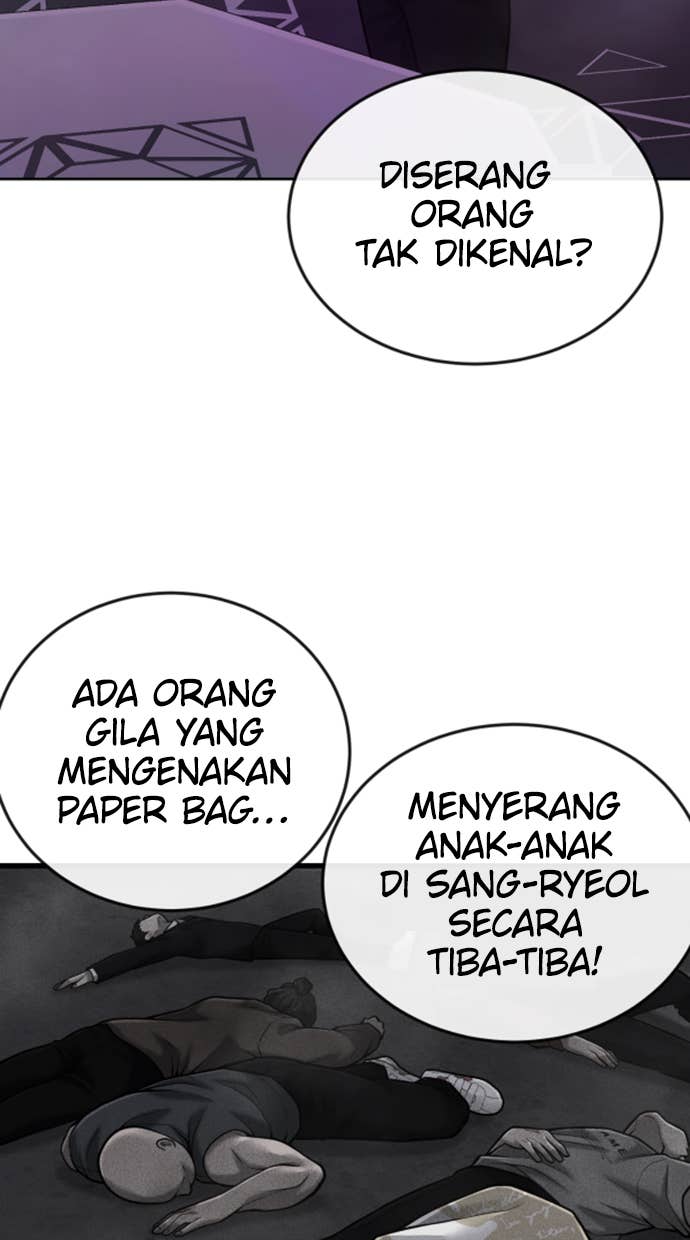 DISERANG
ORANG
TAK DIKENAL?
ADA ORANG
GILA YANG
MENGENAKAN
PAPER BAG...
MENYERANG
ANAK-ANAK
DI SANG-RYEOL
SECARA
TIBA-TIBA!